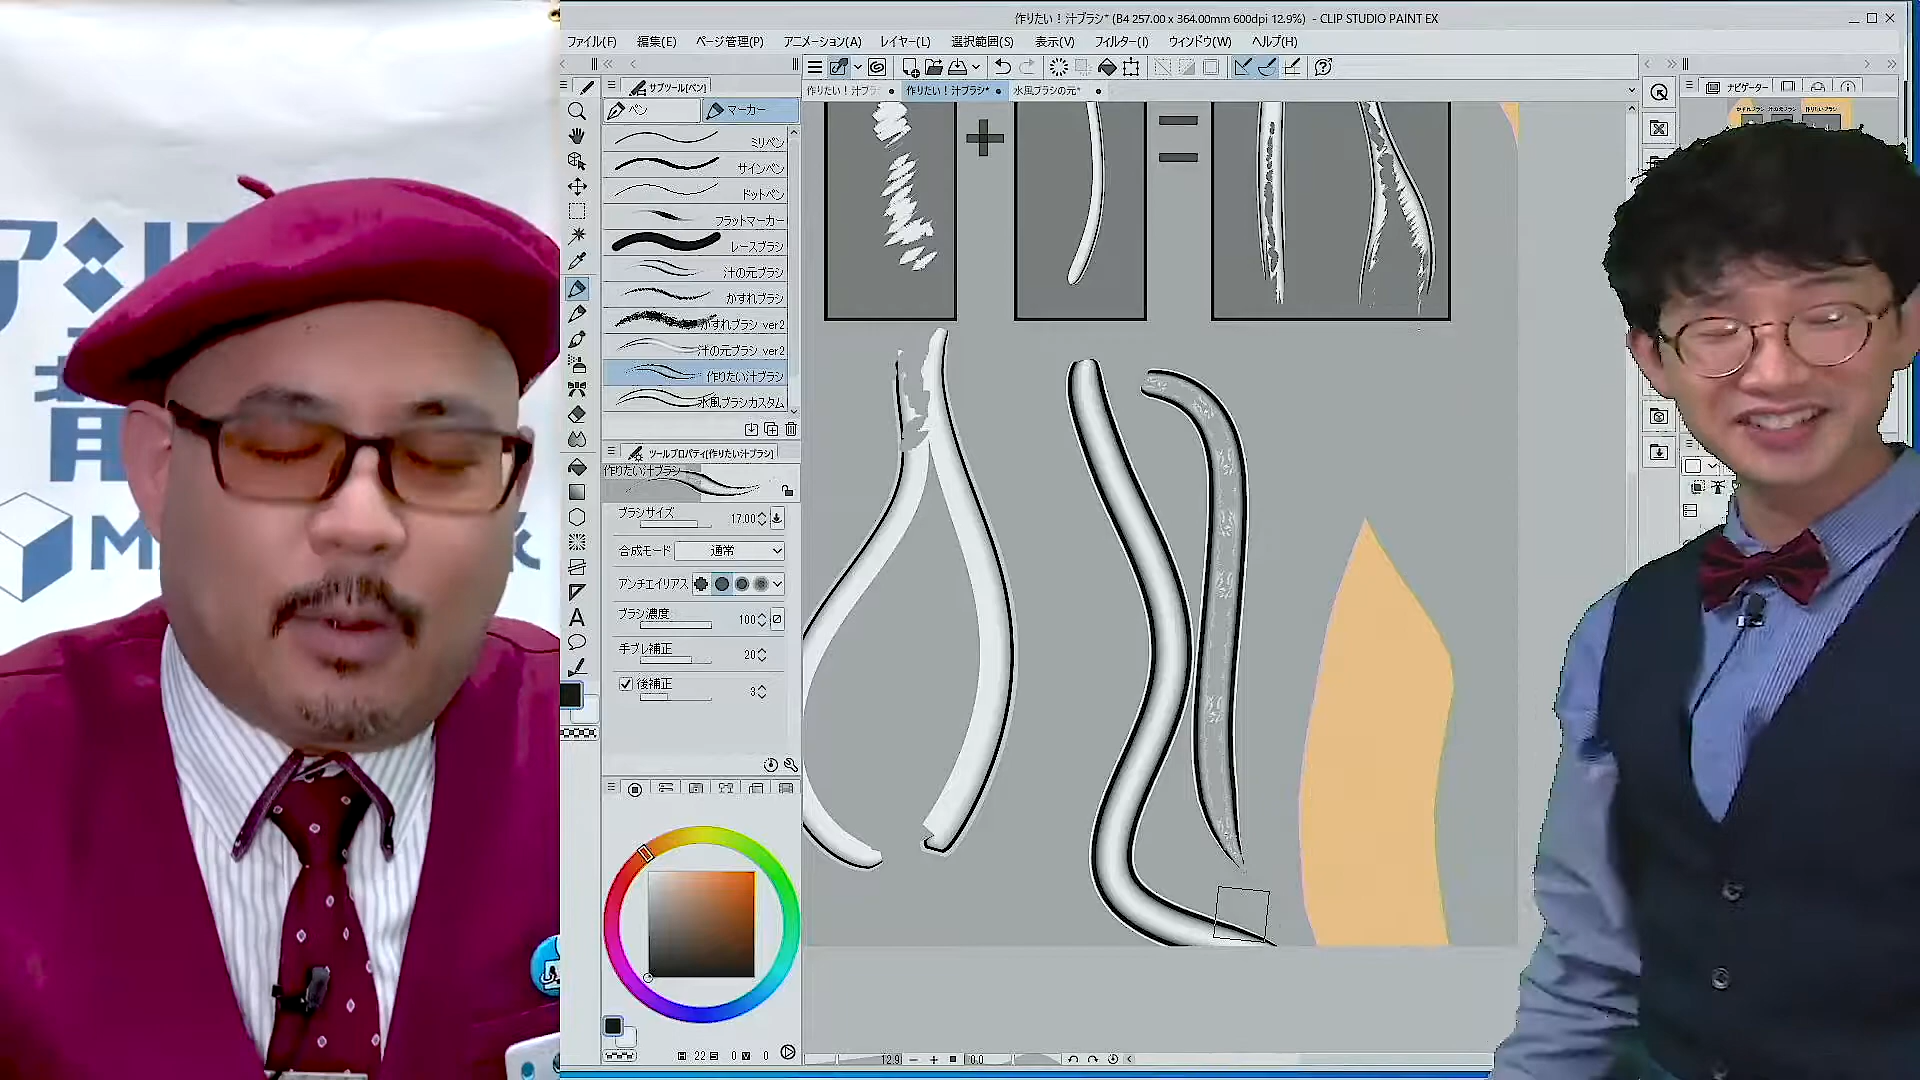 作りたい！汁ブラシ* (B4 257.00 x 364.00mm 600dpi 12.9%) - CLIP STUDIO PAINT EX
ファイル(F) 編集(E) ページ管理(P) アニメーション(A) レイヤー(L) 選択範囲(S) 表示(V) フィルター(I) ウィンドウ(W) ヘルプ(H)
サブツール[ペン]
作りたい！汁ブラ 作りたい！汁ブラシ* 水風ブラシの元*
ナビゲーター
ペン マーカー
ミリペン
サインペン
ドットペン
フラットマーカー
レースブラシ
汁の元ブラシ
かすれブラシ
かすれブラシ ver2
汁の元ブラシ ver2
作りたい汁ブラシ
水風ブラシカスタム
ツールプロパティ[作りたい汁ブラシ]
作りたい汁ブラシ
ブラシサイズ 17.00
合成モード 通常
アンチエイリアス
ブラシ濃度 100
手ブレ補正 20
後補正 3
H 22 S 0 V 0
12.9 0.0